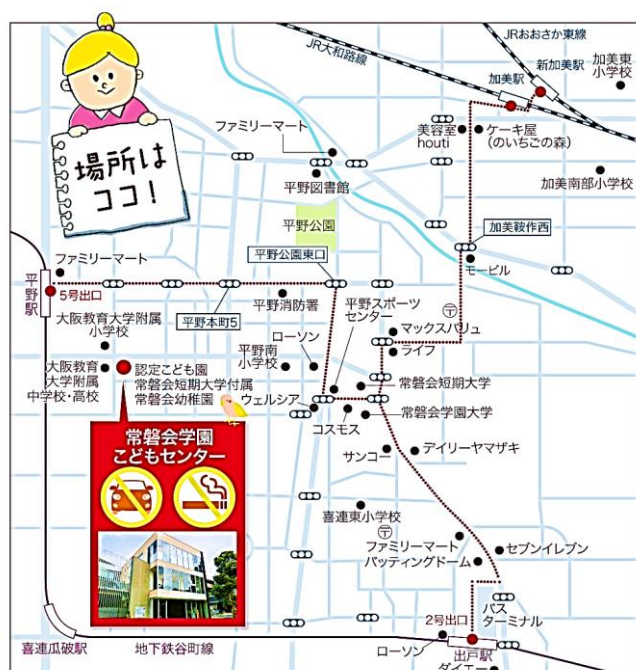 場所は
ココ!
JR大和路線
JRおおさか東線
新加美駅
加美駅
加美東
小学校
ファミリーマート
美容室
houti
ケーキ屋
(のいちごの森)
平野図書館
加美南部小学校
平野公園
加美鞍作西
ファミリーマート
平野公園東口
モービル
平野駅
5号出口
平野本町5
平野消防署
平野スポーツ
センター
〒
マックスバリュ
ライフ
大阪教育大学附属
小学校
ローソン
平野南
小学校
大阪教育
大学附属
中学校・高校
認定こども園
常磐会短期大学付属
常磐会幼稚園
常磐会短期大学
ウェルシア
コスモス
常磐会学園大学
常磐会学園
こどもセンター
サンコー
デイリーヤマザキ
喜連東小学校
〒
ファミリーマート
バッティングドーム
セブンイレブン
バス
ターミナル
2号出口
喜連瓜破駅
地下鉄谷町線
ローソン
出戸駅
ダイエー